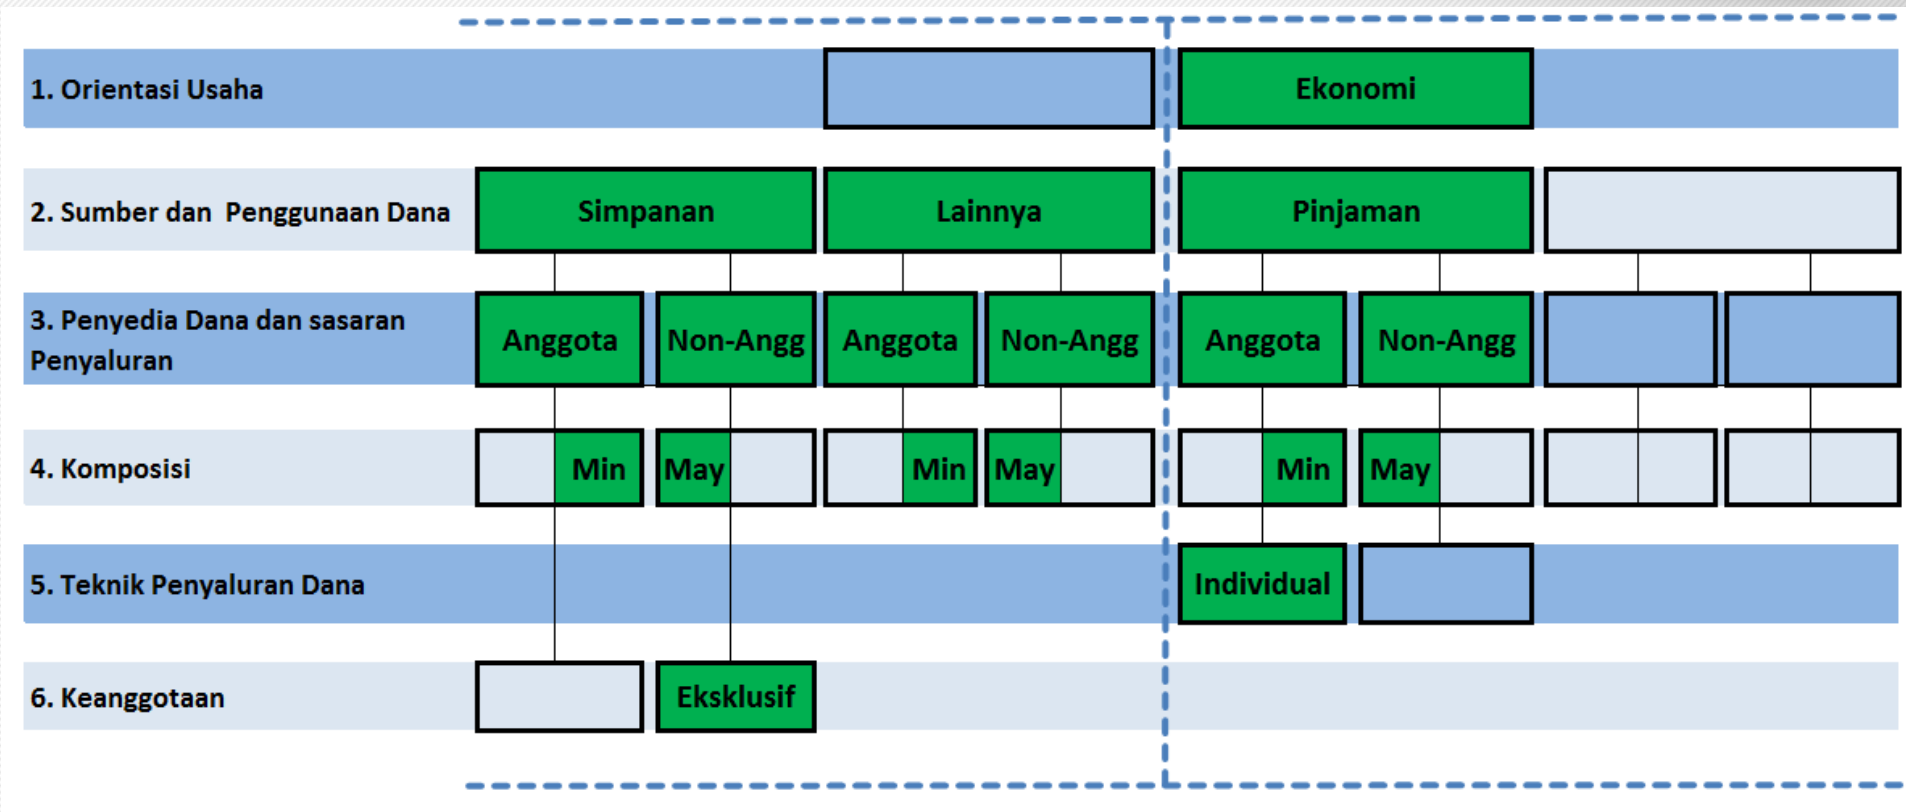 1. Orientasi Usaha
Ekonomi
2. Sumber dan Penggunaan Dana
Simpanan
Lainnya
Pinjaman
3. Penyedia Dana dan sasaran
Penyaluran
Anggota
Non-Angg
Anggota
Non-Angg
Anggota
Non-Angg
4. Komposisi
Min
May
Min
May
Min
May
5. Teknik Penyaluran Dana
Individual
6. Keanggotaan
Eksklusif